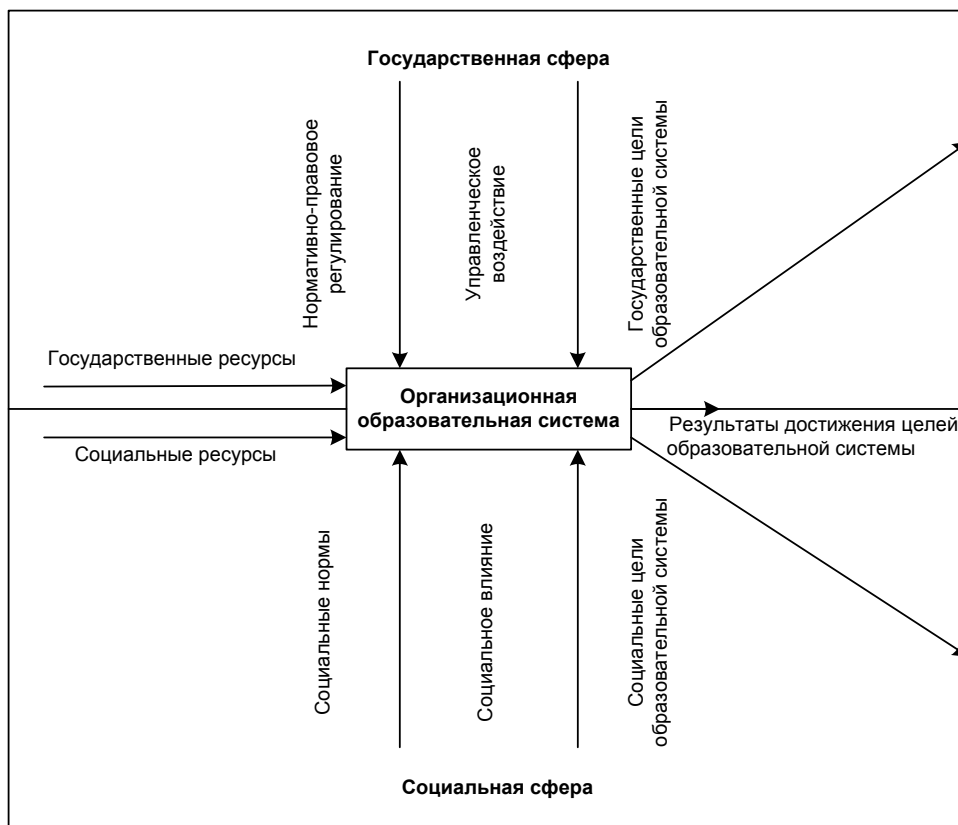 Государственная сфера
Нормативно-правовое
регулирование
Управленческое
воздействие
Государственные цели
образовательной системы
Государственные ресурсы
Организационная
образовательная система
Результаты достижения целей
образовательной системы
Социальные ресурсы
Социальные нормы
Социальное влияние
Социальные цели
образовательной системы
Социальная сфера